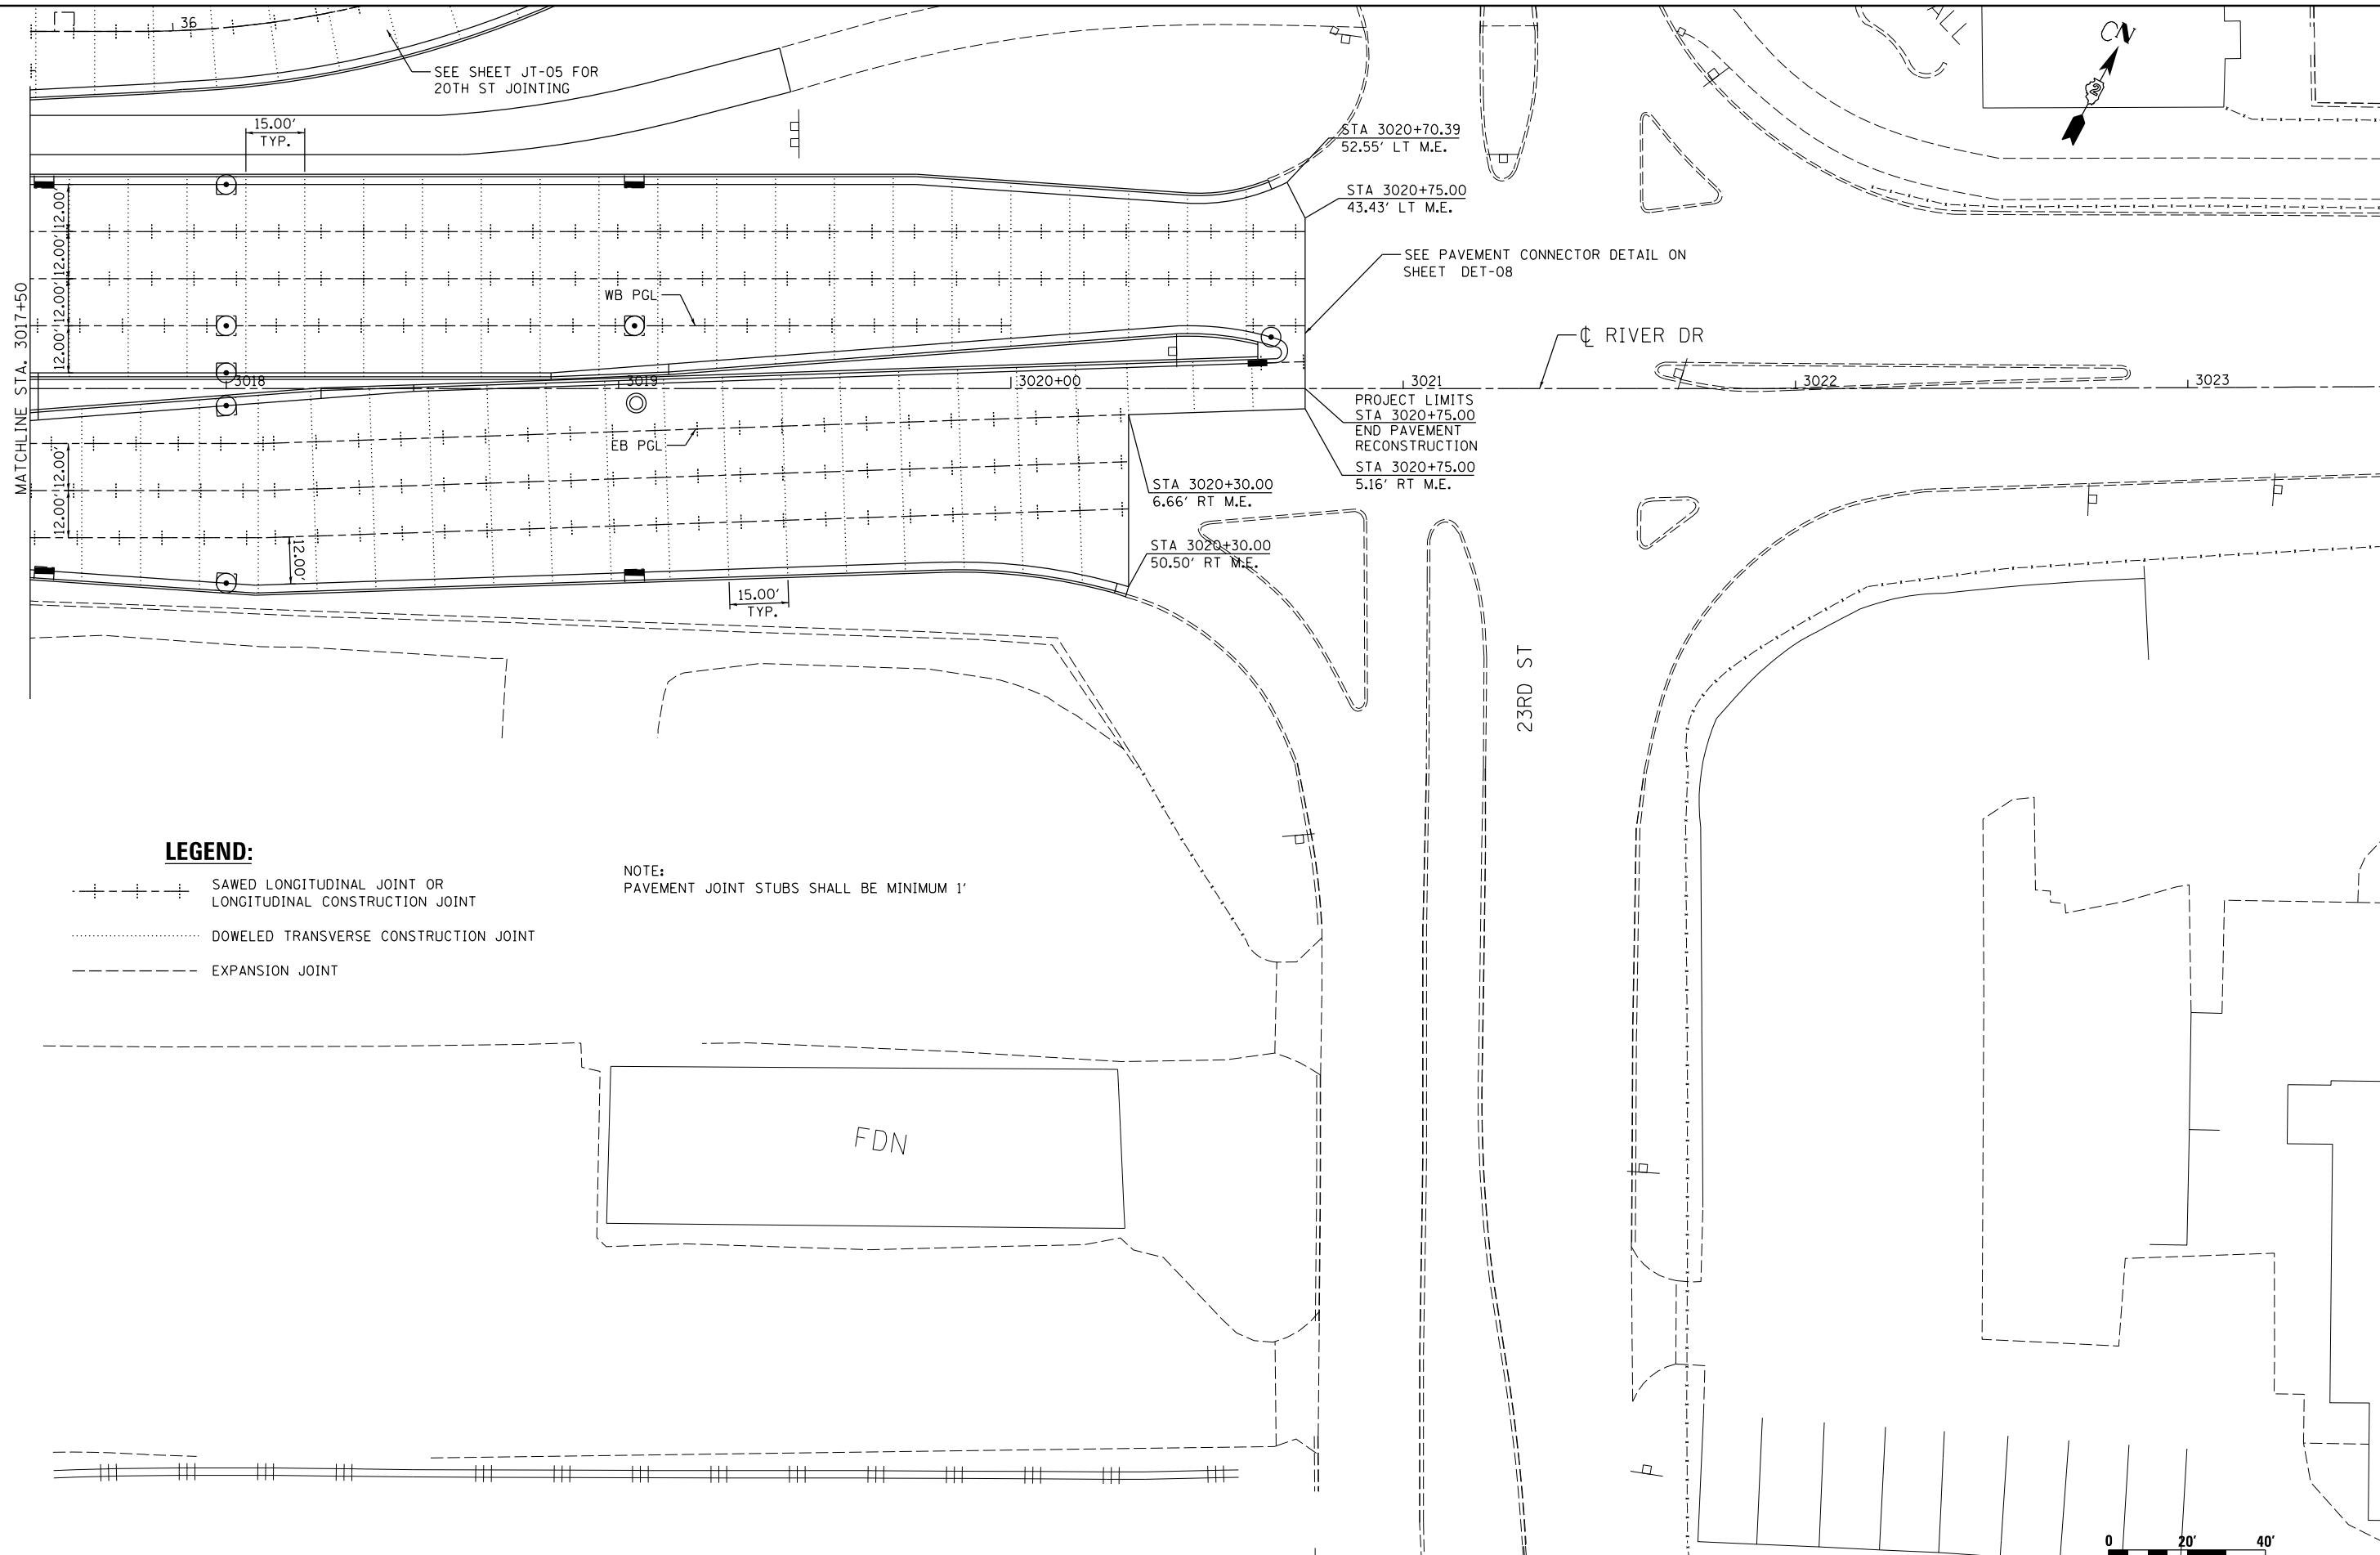 36
ALL
N
2
SEE SHEET JT-05 FOR
20TH ST JOINTING
15.00'
TYP.
STA 3020+70.39
52.55' LT M.E.
STA 3020+75.00
43.43' LT M.E.
SEE PAVEMENT CONNECTOR DETAIL ON
SHEET DET-08
12.00'
12.00'
12.00'
12.00'
MATCHLINE STA. 3017+50
WB PGL
℄ RIVER DR
3018
3019
3020+00
3021
3022
3023
PROJECT LIMITS
STA 3020+75.00
END PAVEMENT
RECONSTRUCTION
EB PGL
STA 3020+75.00
5.16' RT M.E.
12.00'
12.00'
STA 3020+30.00
6.66' RT M.E.
12.00'
STA 3020+30.00
50.50' RT M.E.
15.00'
TYP.
23RD ST
LEGEND:
SAWED LONGITUDINAL JOINT OR
LONGITUDINAL CONSTRUCTION JOINT
DOWELED TRANSVERSE CONSTRUCTION JOINT
EXPANSION JOINT
NOTE:
PAVEMENT JOINT STUBS SHALL BE MINIMUM 1'
FDN
0 20' 40'